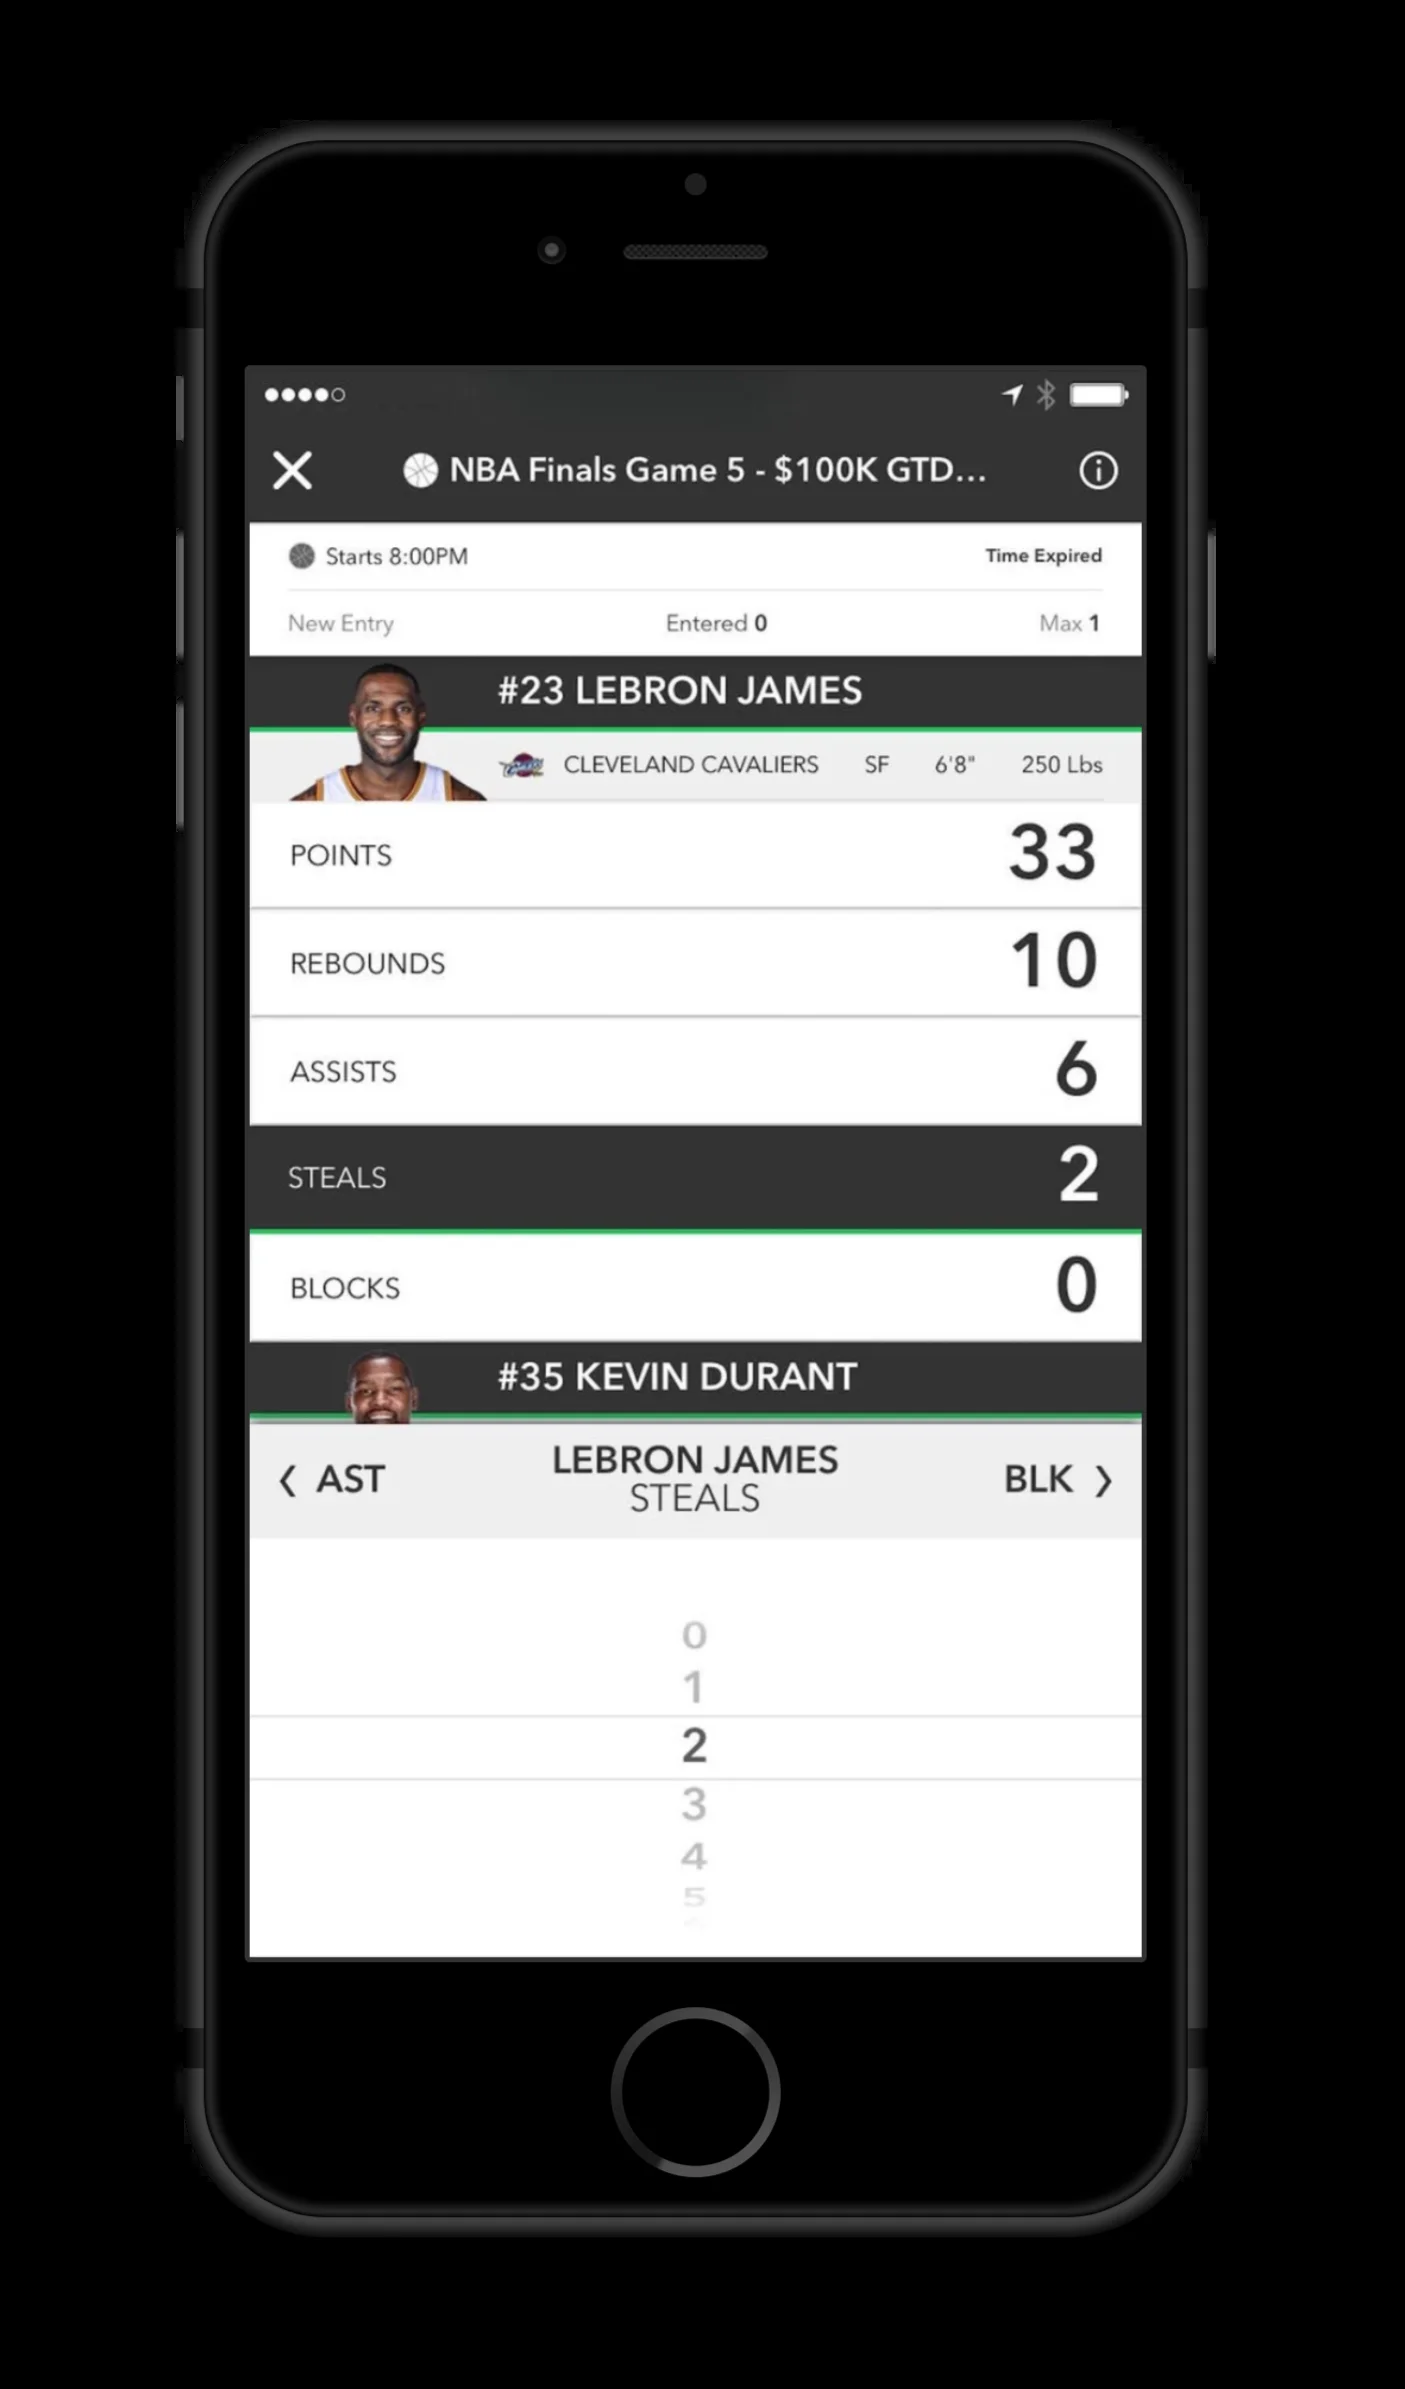 NBA Finals Game 5 - $100K GTD...
Starts 8:00PM Time Expired
New Entry Entered 0 Max 1
#23 LEBRON JAMES
CLEVELAND CAVALIERS SF 6'8" 250 Lbs
POINTS 33
REBOUNDS 10
ASSISTS 6
STEALS 2
BLOCKS 0
#35 KEVIN DURANT
‹ AST LEBRON JAMES BLK ›
STEALS
0
1
2
3
4
5